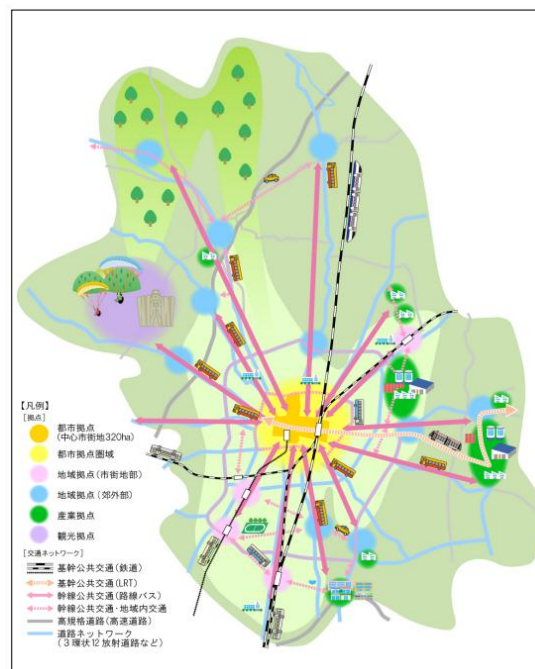 【凡例】
[拠点]
都市拠点
(中心市街地320ha)
都市拠点圏域
地域拠点(市街地部)
地域拠点(郊外部)
産業拠点
観光拠点
[交通ネットワーク]
基幹公共交通(鉄道)
基幹公共交通(LRT)
幹線公共交通(路線バス)
幹線公共交通・地域内交通
高規格道路(高速道路)
道路ネットワーク
(3環状12放射道路など)